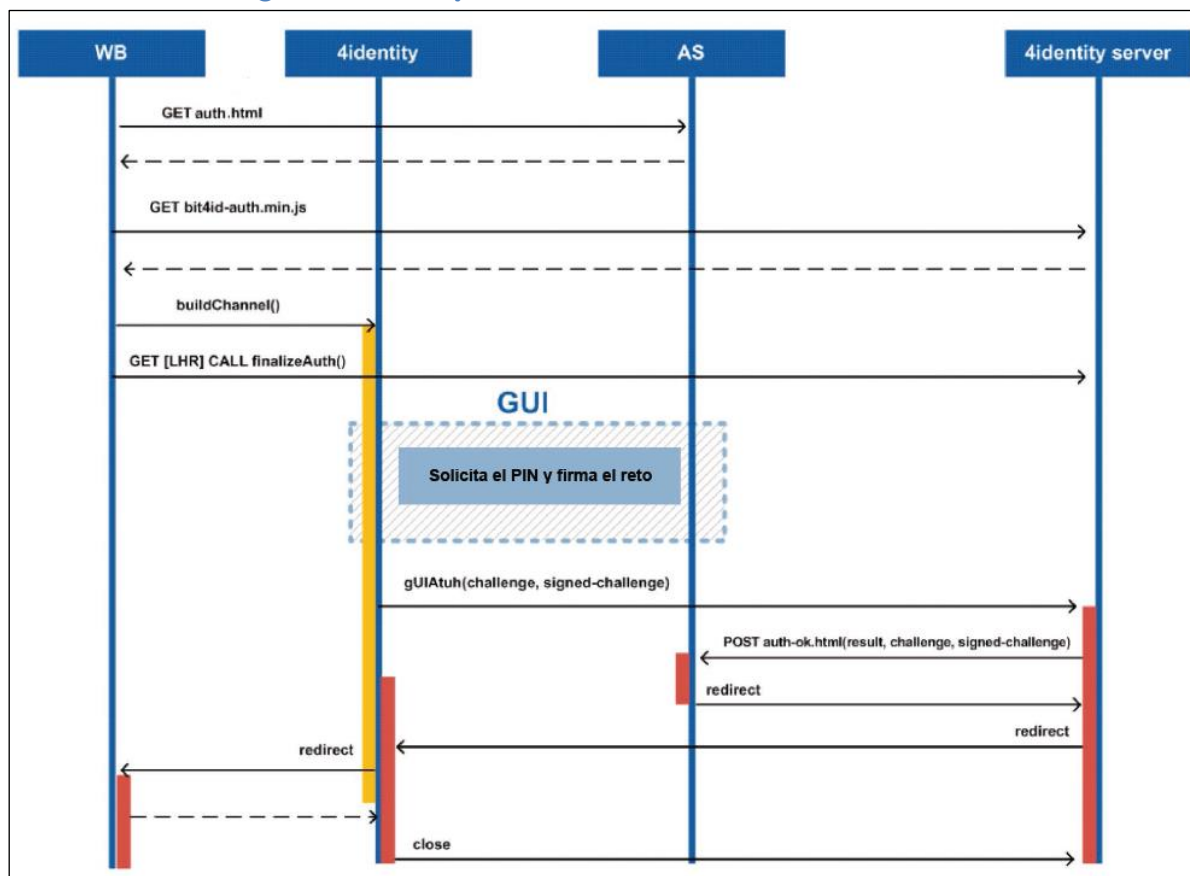 WB
4identity
AS
4identity server
GET auth.html
GET bit4id-auth.min.js
buildChannel()
GET [LHR] CALL finalizeAuth()
GUI
Solicita el PIN y firma el reto
gUIAtuh(challenge, signed-challenge)
POST auth-ok.html(result, challenge, signed-challenge)
redirect
redirect
redirect
close